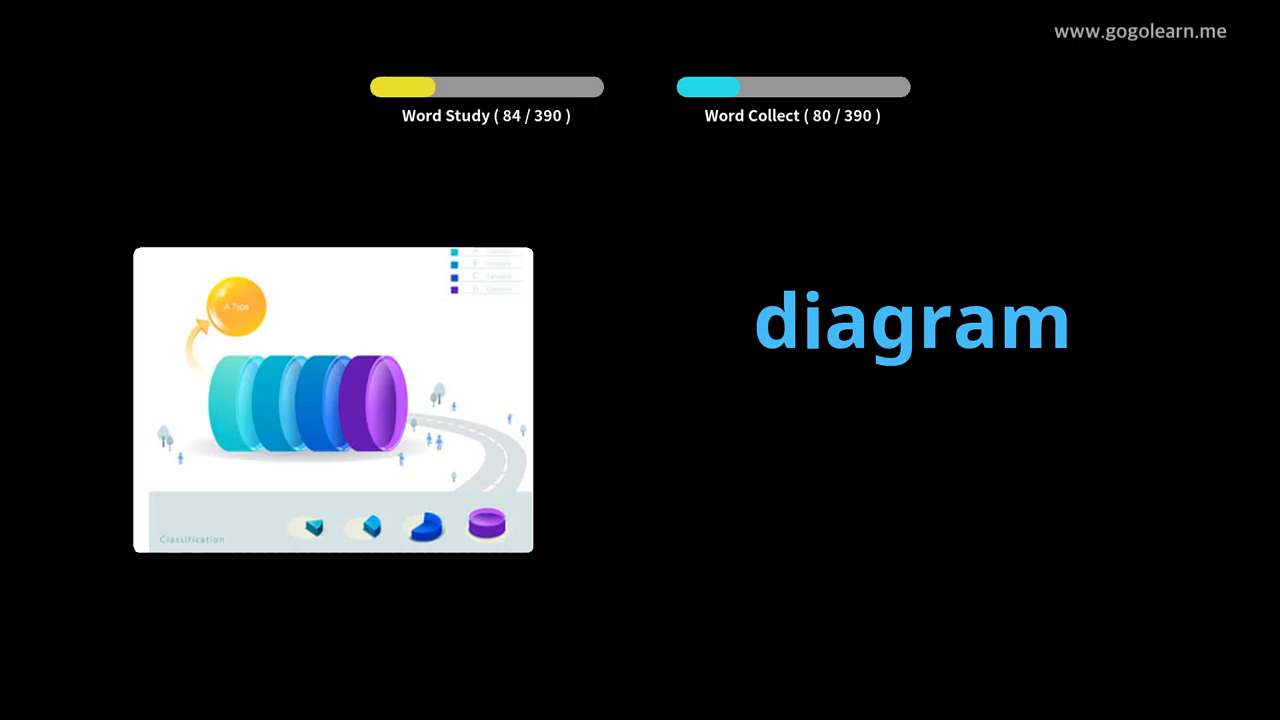 www.gogolearn.me
Word Study ( 84 / 390 )
Word Collect ( 80 / 390 )
A Type
diagram
B
C
D
Classification